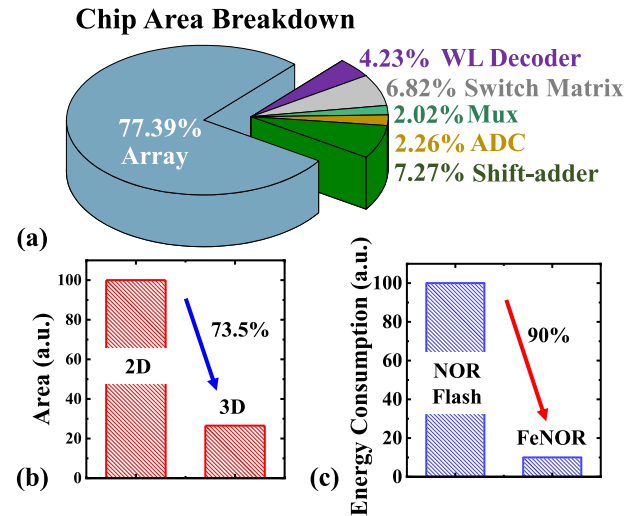 Chip Area Breakdown
4.23% WL Decoder
6.82% Switch Matrix
2.02% Mux
2.26% ADC
7.27% Shift-adder
77.39%
Array
(a)
Area (a.u.)
100
80
60
40
20
0
2D
3D
73.5%
(b)
Energy Consumption (a.u.)
100
80
60
40
20
0
NOR
Flash
FeNOR
90%
(c)